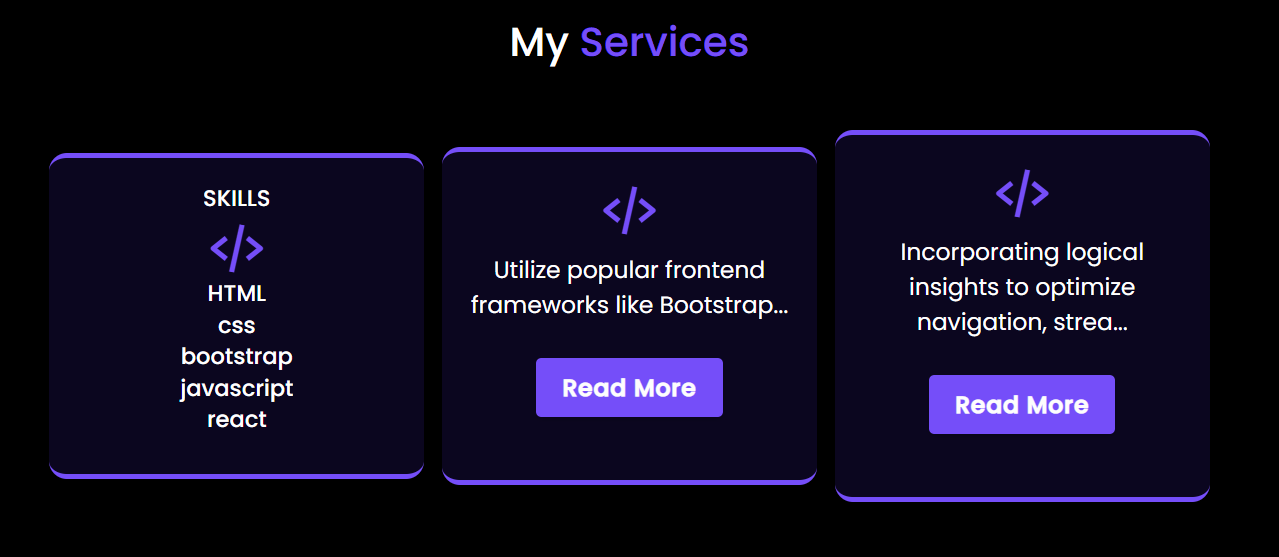 My Services
SKILLS
</>
HTML
css
bootstrap
javascript
react
</>
Utilize popular frontend
frameworks like Bootstrap...
Read More
</>
Incorporating logical
insights to optimize
navigation, strea...
Read More